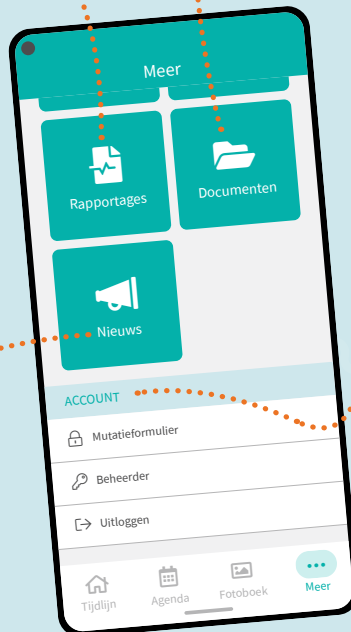 Meer
Rapportages
Documenten
Nieuws
ACCOUNT
Mutatieformulier
Beheerder
Uitloggen
Tijdlijn
Agenda
Fotoboek
Meer